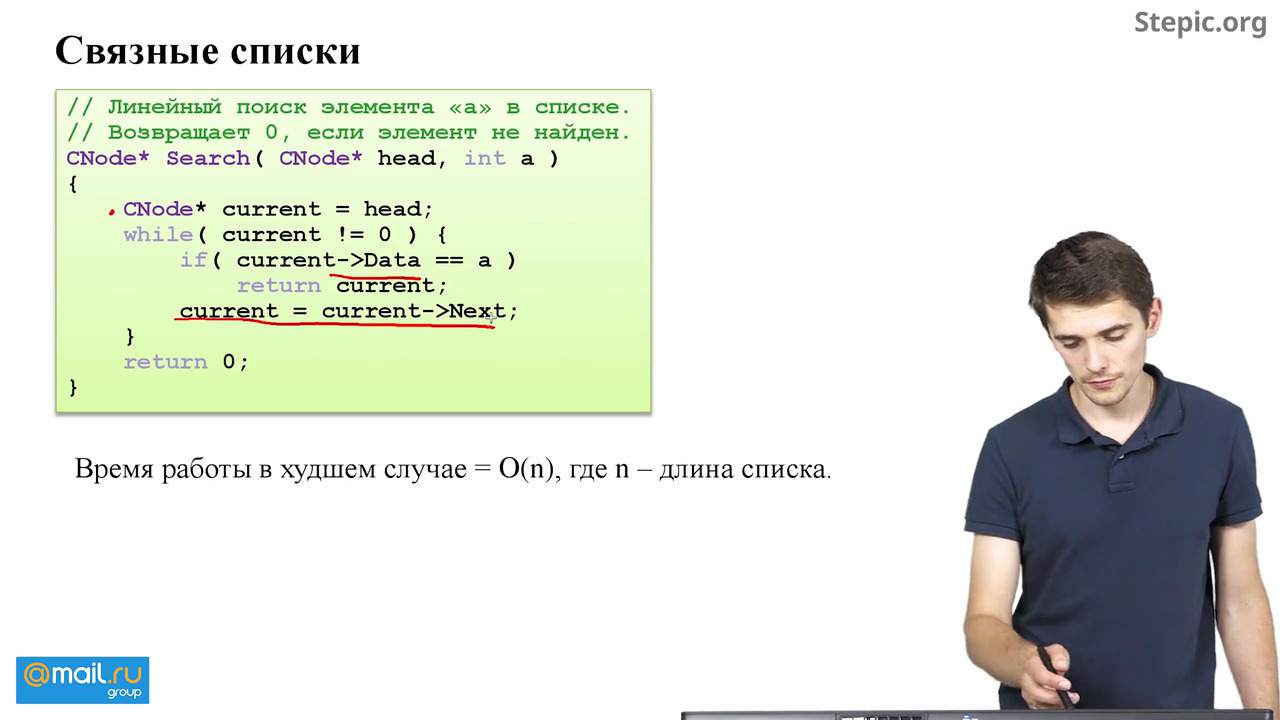 Stepic.org
Связные списки
// Линейный поиск элемента «a» в списке.
// Возвращает 0, если элемент не найден.
CNode* Search( CNode* head, int a )
{
CNode* current = head;
while( current != 0 ) {
if( current->Data == a )
return current;
current = current->Next;
}
return 0;
}
Время работы в худшем случае = O(n), где n – длина списка.
@mail.ru
group